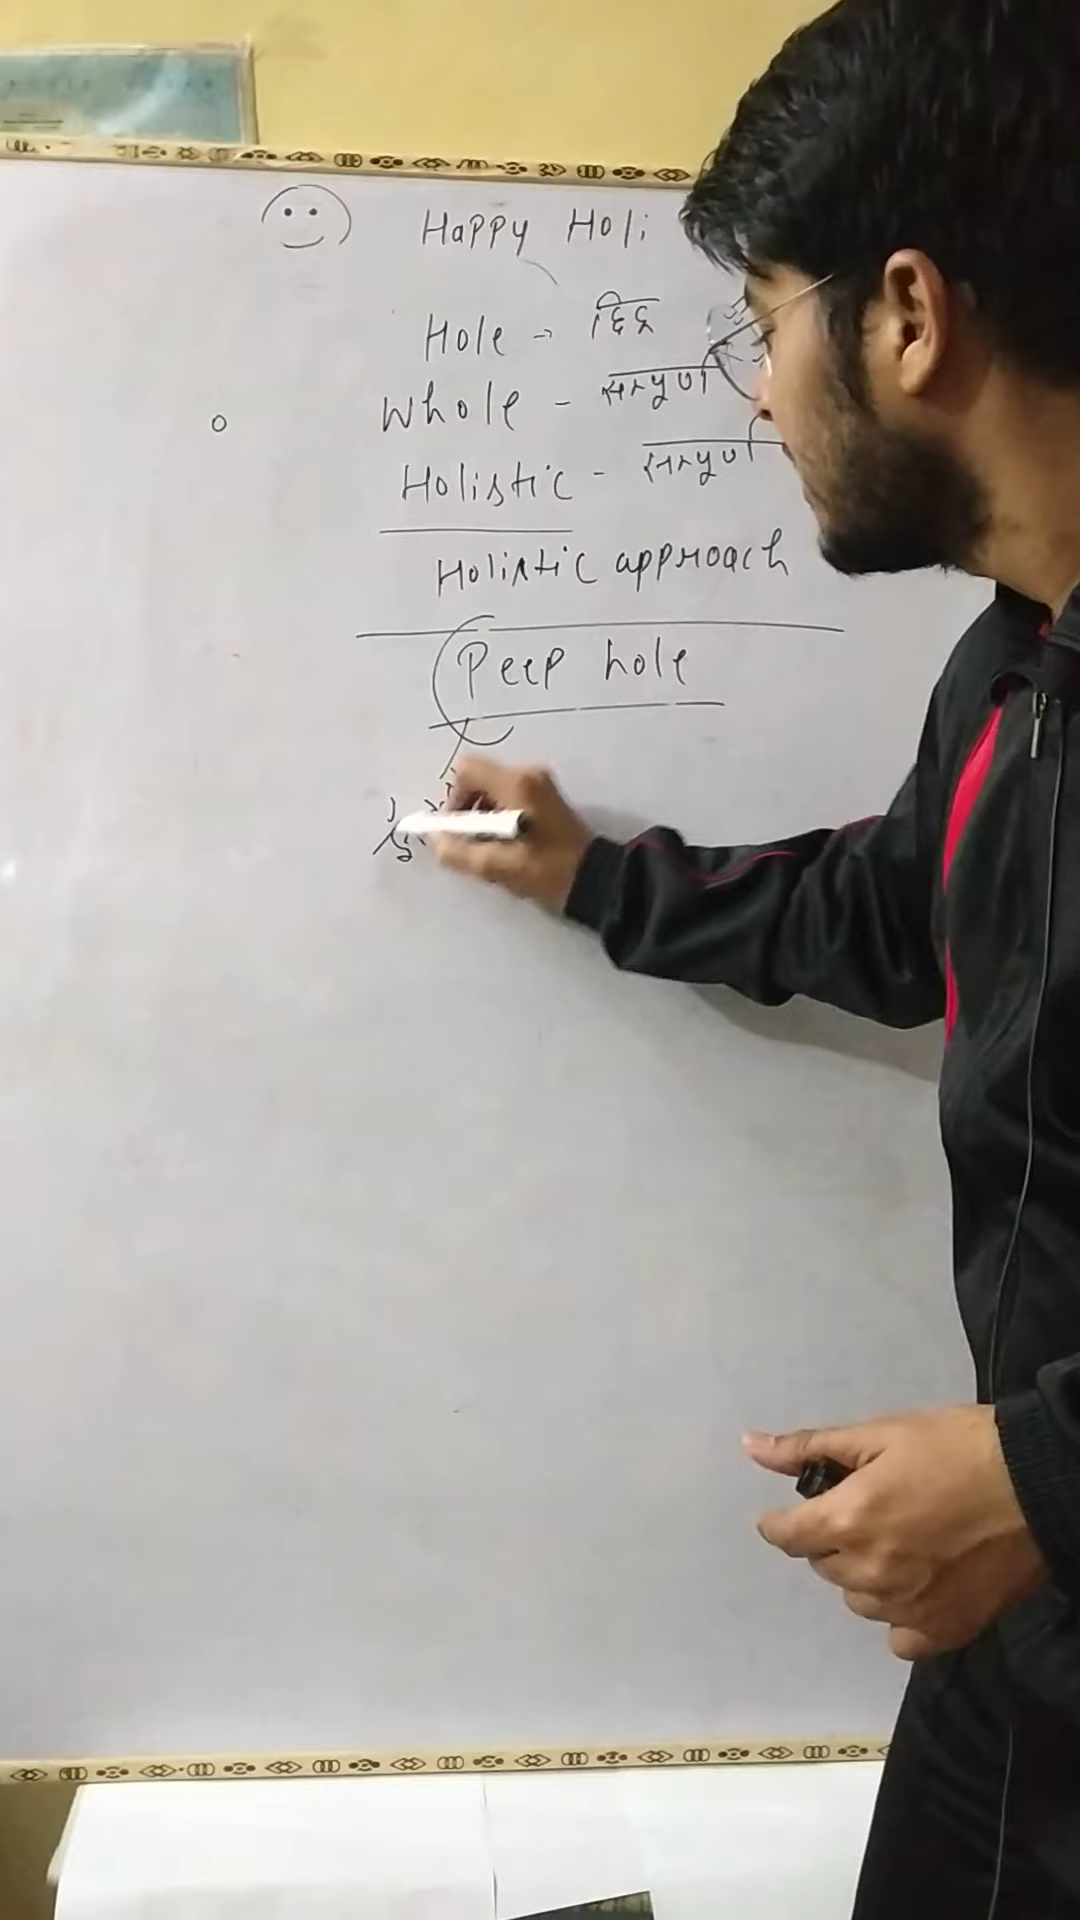 Happy Holi
Hole - छिद्र
Whole - सम्पूर्ण
Holistic - सम्पूर्ण
Holistic approach
Peep hole